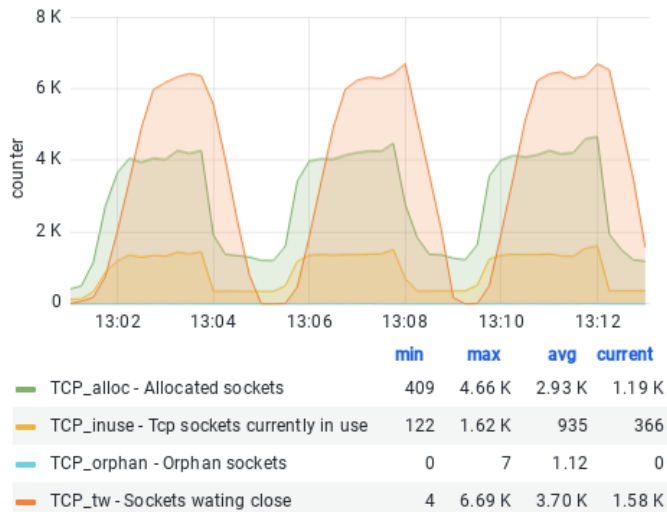 8 K
6 K
4 K
2 K
0
counter
13:02 13:04 13:06 13:08 13:10 13:12
min max avg current
TCP_alloc - Allocated sockets 409 4.66 K 2.93 K 1.19 K
TCP_inuse - Tcp sockets currently in use 122 1.62 K 935 366
TCP_orphan - Orphan sockets 0 7 1.12 0
TCP_tw - Sockets wating close 4 6.69 K 3.70 K 1.58 K